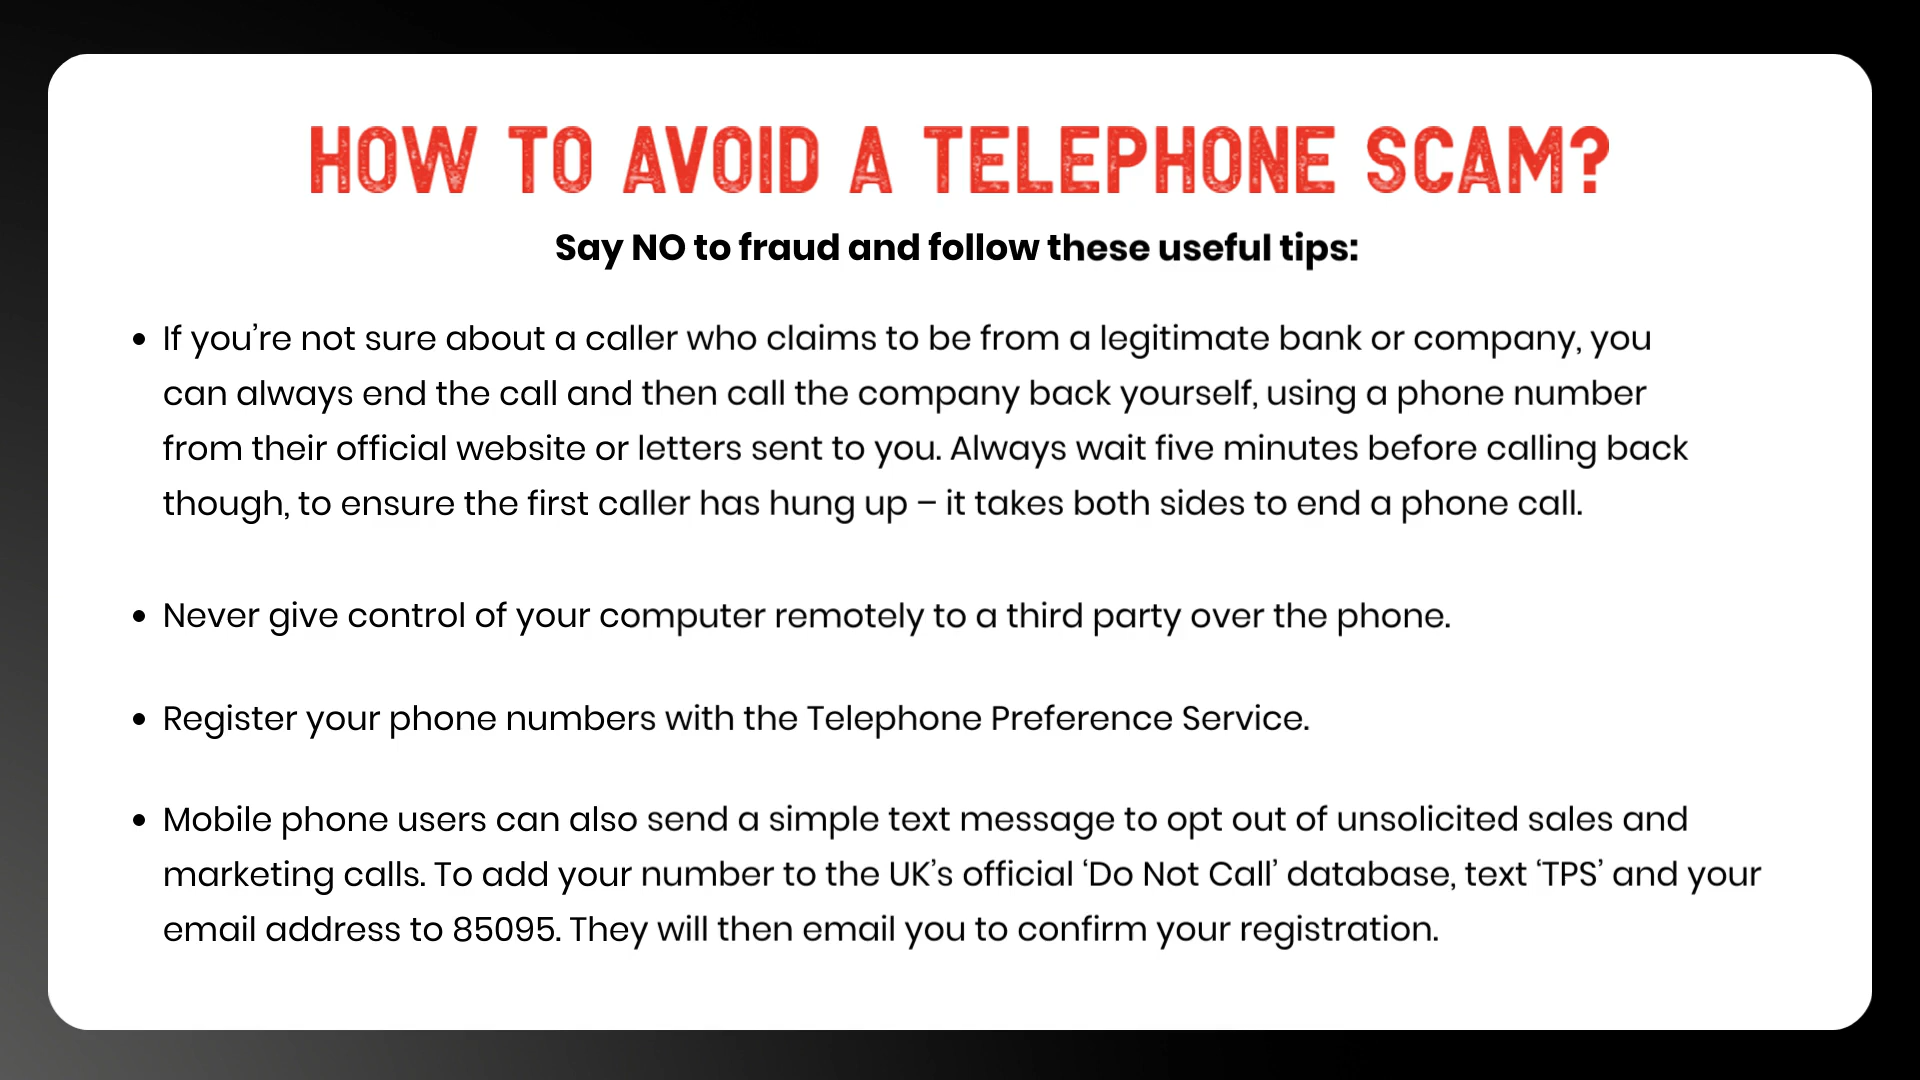 HOW TO AVOID A TELEPHONE SCAM?
Say NO to fraud and follow these useful tips:
• If you’re not sure about a caller who claims to be from a legitimate bank or company, you
can always end the call and then call the company back yourself, using a phone number
from their official website or letters sent to you. Always wait five minutes before calling back
though, to ensure the first caller has hung up – it takes both sides to end a phone call.
• Never give control of your computer remotely to a third party over the phone.
• Register your phone numbers with the Telephone Preference Service.
• Mobile phone users can also send a simple text message to opt out of unsolicited sales and
marketing calls. To add your number to the UK’s official ‘Do Not Call’ database, text ‘TPS’ and your
email address to 85095. They will then email you to confirm your registration.